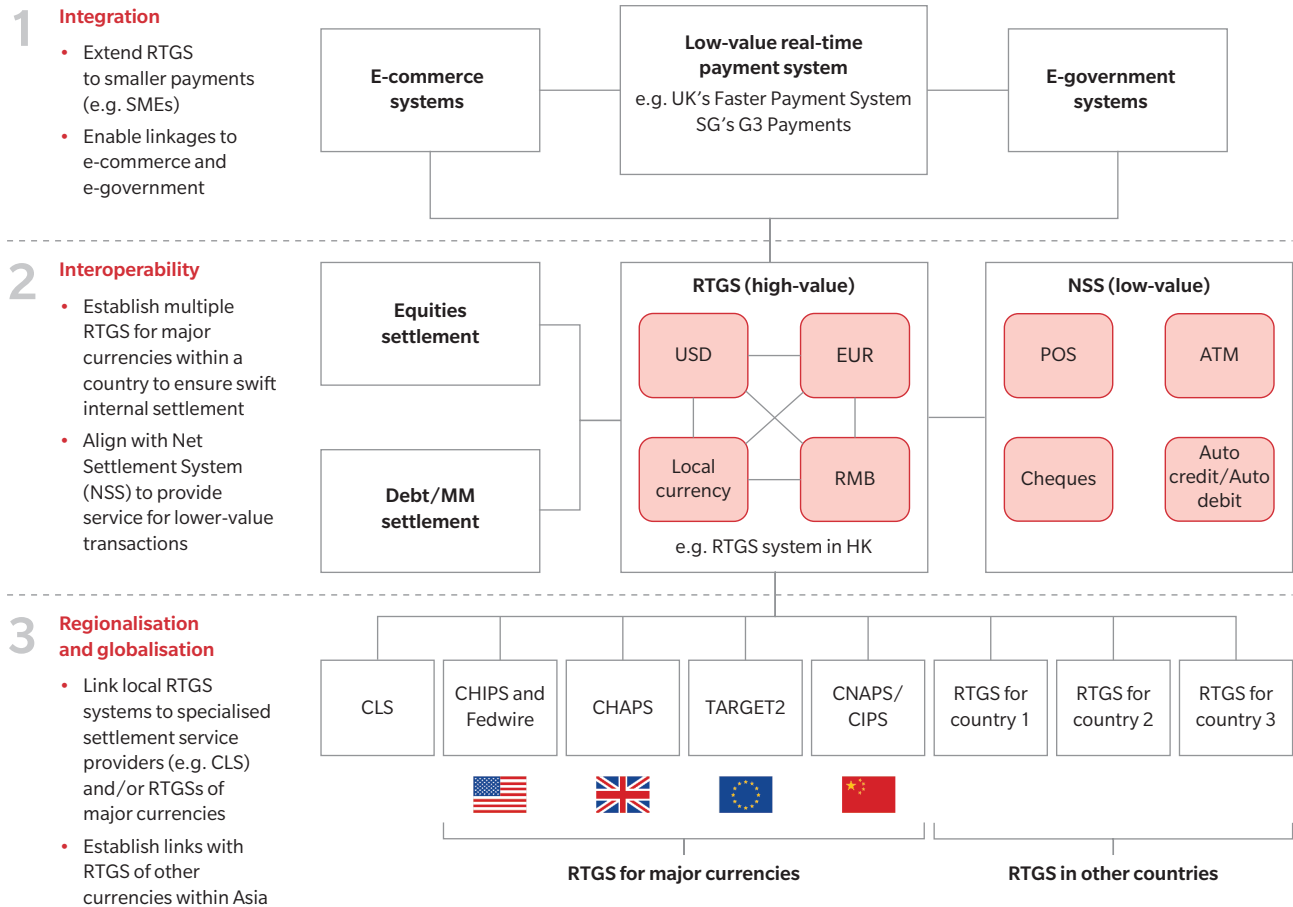 1
Integration
• Extend RTGS
to smaller payments
(e.g. SMEs)
• Enable linkages to
e-commerce and
e-government
E-commerce
systems
Low-value real-time
payment system
e.g. UK's Faster Payment System
SG's G3 Payments
E-government
systems
2
Interoperability
• Establish multiple
RTGS for major
currencies within a
country to ensure swift
internal settlement
• Align with Net
Settlement System
(NSS) to provide
service for lower-value
transactions
Equities
settlement
Debt/MM
settlement
RTGS (high-value)
USD
EUR
Local
currency
RMB
e.g. RTGS system in HK
NSS (low-value)
POS
ATM
Cheques
Auto
credit/Auto
debit
3
Regionalisation
and globalisation
• Link local RTGS
systems to specialised
settlement service
providers (e.g. CLS)
and/or RTGSs of
major currencies
• Establish links with
RTGS of other
currencies within Asia
CLS
CHIPS and
Fedwire
CHAPS
TARGET2
CNAPS/
CIPS
RTGS for
country 1
RTGS for
country 2
RTGS for
country 3
RTGS for major currencies
RTGS in other countries